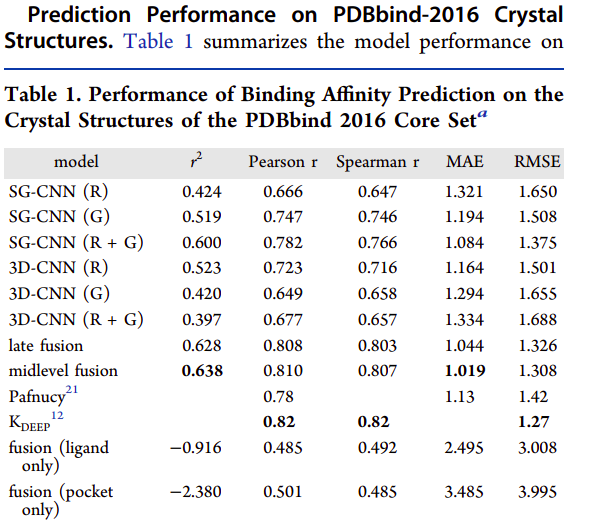 Prediction Performance on PDBbind-2016 Crystal
Structures. Table 1 summarizes the model performance on
Table 1. Performance of Binding Affinity Prediction on the
Crystal Structures of the PDBbind 2016 Core Set^a
model r² Pearson r Spearman r MAE RMSE
SG-CNN (R) 0.424 0.666 0.647 1.321 1.650
SG-CNN (G) 0.519 0.747 0.746 1.194 1.508
SG-CNN (R + G) 0.600 0.782 0.766 1.084 1.375
3D-CNN (R) 0.523 0.723 0.716 1.164 1.501
3D-CNN (G) 0.420 0.649 0.658 1.294 1.655
3D-CNN (R + G) 0.397 0.677 0.657 1.334 1.688
late fusion 0.628 0.808 0.803 1.044 1.326
midlevel fusion 0.638 0.810 0.807 1.019 1.308
Pafnucy²¹ 0.78 1.13 1.42
K_DEEP¹² 0.82 0.82 1.27
fusion (ligand −0.916 0.485 0.492 2.495 3.008
only)
fusion (pocket −2.380 0.501 0.485 3.485 3.995
only)